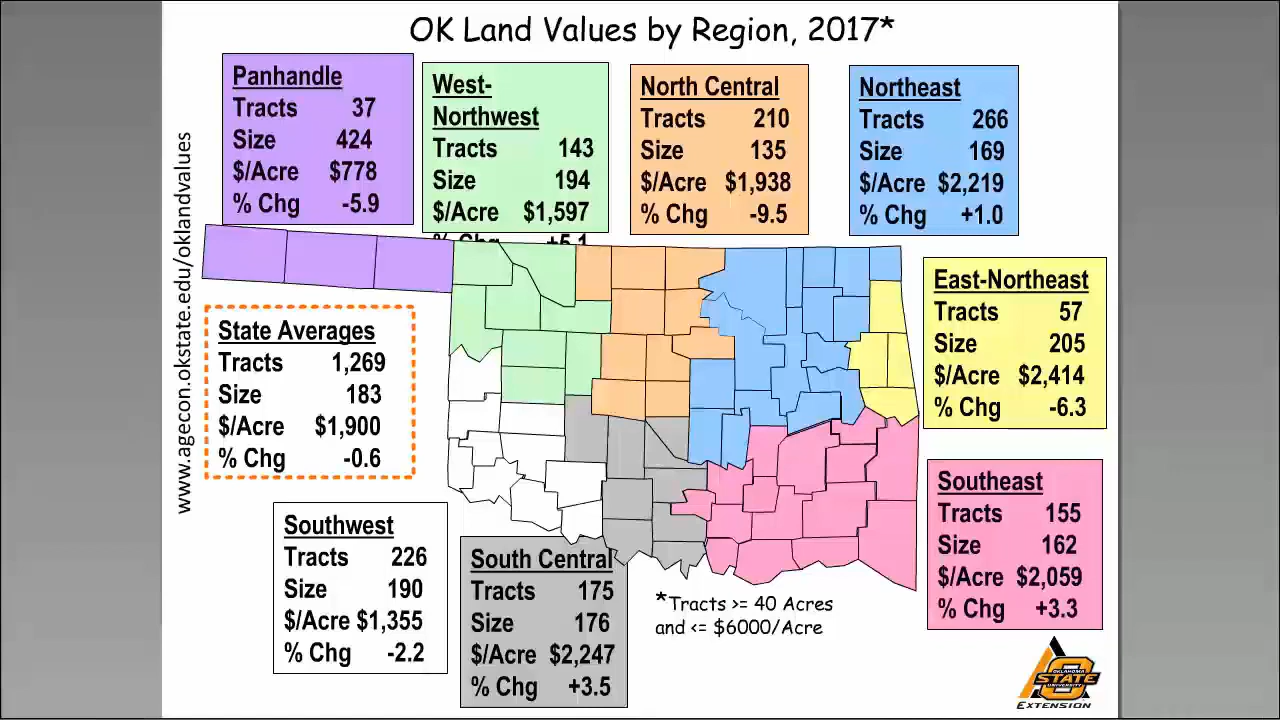 OK Land Values by Region, 2017*
Panhandle
Tracts 37
Size 424
$/Acre $778
% Chg -5.9
West-
Northwest
Tracts 143
Size 194
$/Acre $1,597
% Chg +5.1
North Central
Tracts 210
Size 135
$/Acre $1,938
% Chg -9.5
Northeast
Tracts 266
Size 169
$/Acre $2,219
% Chg +1.0
www.agecon.okstate.edu/oklandvalues
State Averages
Tracts 1,269
Size 183
$/Acre $1,900
% Chg -0.6
East-Northeast
Tracts 57
Size 205
$/Acre $2,414
% Chg -6.3
Southwest
Tracts 226
Size 190
$/Acre $1,355
% Chg -2.2
South Central
Tracts 175
Size 176
$/Acre $2,247
% Chg +3.5
*Tracts >= 40 Acres
and <= $6000/Acre
Southeast
Tracts 155
Size 162
$/Acre $2,059
% Chg +3.3
OKLAHOMA
STATE
UNIVERSITY
EXTENSION